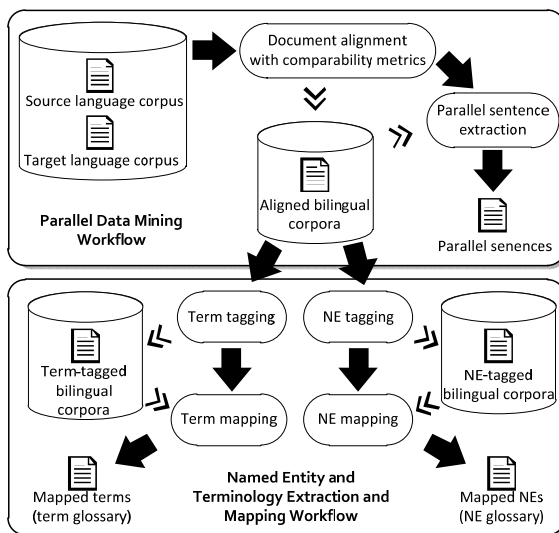 Document alignment
with comparability metrics
Source language corpus
Target language corpus
Parallel sentence
extraction
Aligned bilingual
corpora
Parallel Data Mining
Workflow
Parallel senences
Term tagging
NE tagging
Term-tagged
bilingual
corpora
NE-tagged
bilingual corpora
Term mapping
NE mapping
Mapped terms
(term glossary)
Named Entity and
Terminology Extraction and
Mapping Workflow
Mapped NEs
(NE glossary)